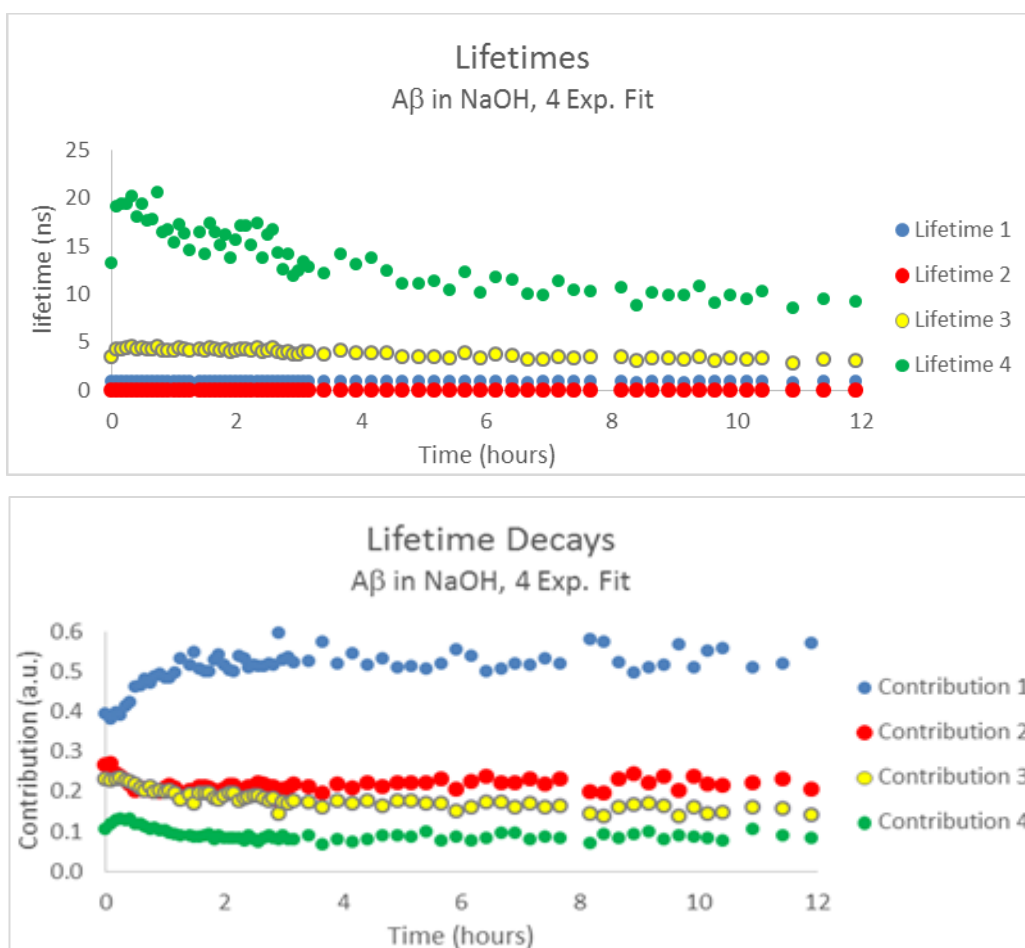 Lifetimes
Aβ in NaOH, 4 Exp. Fit
25
20
15
10
5
0
lifetime (ns)
0 2 4 6 8 10 12
Time (hours)
Lifetime 1
Lifetime 2
Lifetime 3
Lifetime 4
Lifetime Decays
Aβ in NaOH, 4 Exp. Fit
0.6
0.5
0.4
0.3
0.2
0.1
0.0
Contribution (a.u.)
0 2 4 6 8 10 12
Time (hours)
Contribution 1
Contribution 2
Contribution 3
Contribution 4